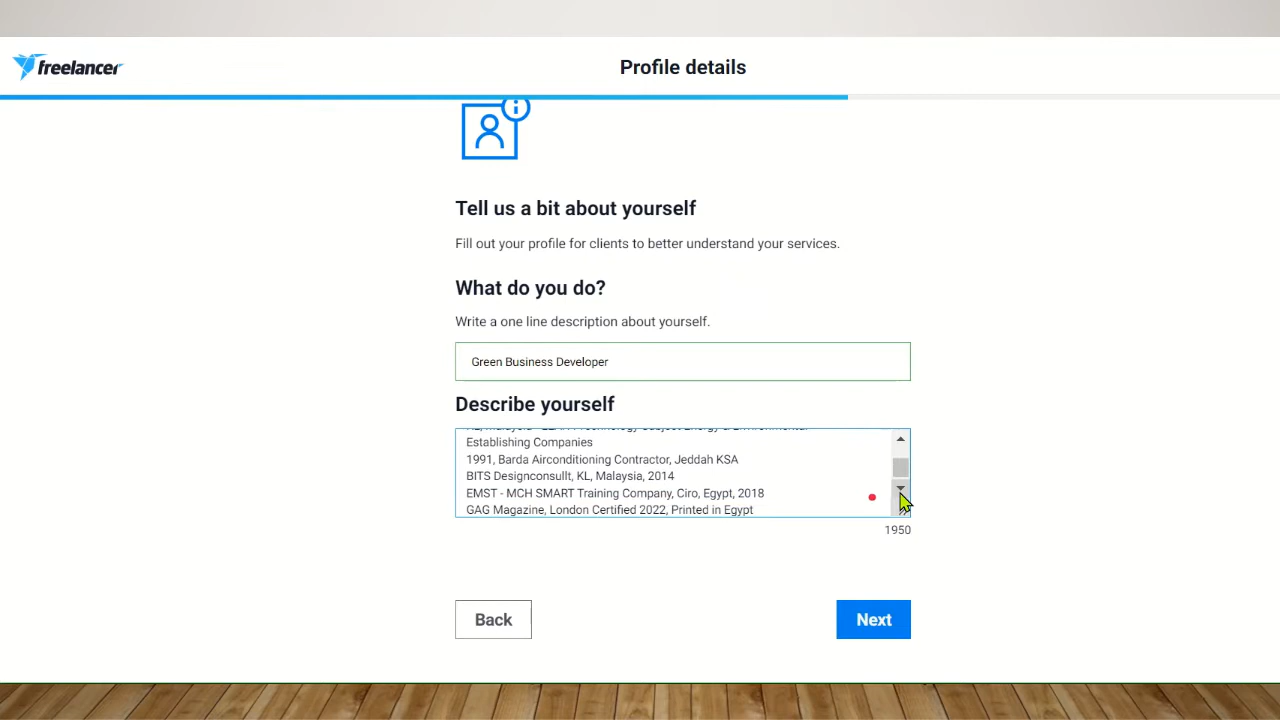 freelancer
Profile details
Tell us a bit about yourself
Fill out your profile for clients to better understand your services.
What do you do?
Write a one line description about yourself.
Green Business Developer
Describe yourself
Establishing Companies
1991, Barda Airconditioning Contractor, Jeddah KSA
BITS Designconsullt, KL, Malaysia, 2014
EMST - MCH SMART Training Company, Ciro, Egypt, 2018
GAG Magazine, London Certified 2022, Printed in Egypt
1950
Back
Next